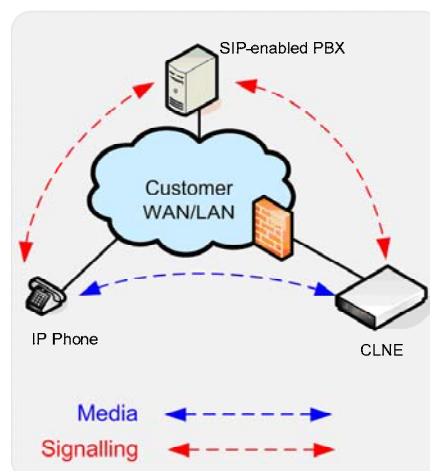 SIP-enabled PBX
Customer
WAN/LAN
IP Phone
CLNE
Media
Signalling